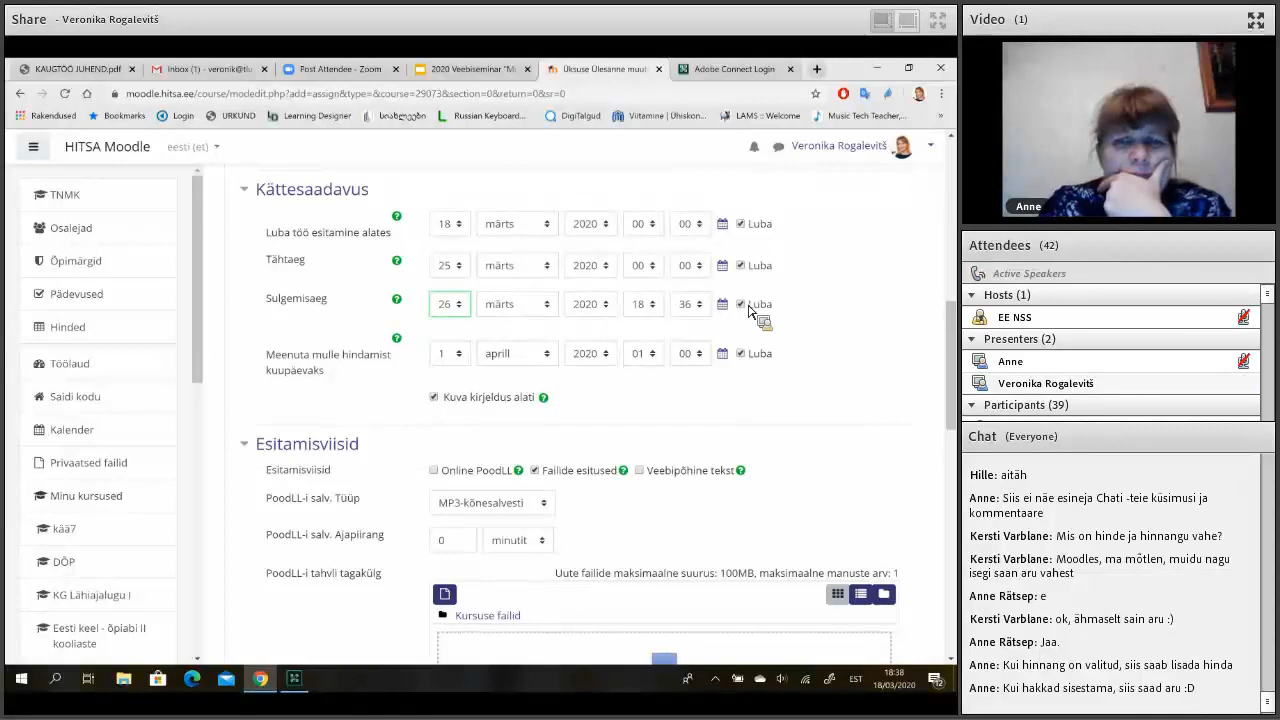 Share - Veronika Rogalevitš
KAUGTÖÖ JUHEND.pdf
Inbox (1) - veronik@tlu
Post Attendee - Zoom
2020 Veebiseminar "Mi
Üksuse Ülesanne muut
Adobe Connect Login
moodle.hitsa.ee/course/modedit.php?add=assign&type=&course=29073&section=0&return=0&sr=0
Rakendused
Bookmarks
Login
URKUND
Learning Designer
სიახლეები
Russian Keyboard...
DigiTalgud
Viitamine | Ühiskon...
LAMS :: Welcome
Music Tech Teacher,...
HITSA Moodle
eesti (et)
Veronika Rogalevitš
TNMK
Osalejad
Õpimärgid
Pädevused
Hinded
Töölaud
Saidi kodu
Kalender
Privaatsed failid
Minu kursused
kää7
DÕP
KG Lähiajalugu I
Eesti keel - õpiabi II
kooliaste
Kättesaadavus
Luba töö esitamine alates
18 märts 2020 00 00 Luba
Tähtaeg
25 märts 2020 00 00 Luba
Sulgemisaeg
26 märts 2020 18 36 Luba
Meenuta mulle hindamist
kuupäevaks
1 aprill 2020 01 00 Luba
Kuva kirjeldus alati
Esitamisviisid
Esitamisviisid
Online PoodLL Failide esitused Veebipõhine tekst
PoodLL-i salv. Tüüp
MP3-kõnesalvesti
PoodLL-i salv. Ajapiirang
0 minutit
PoodLL-i tahvli tagakülg
Uute failide maksimaalne suurus: 100MB, maksimaalne manuste arv: 1
Kursuse failid
EST
18:38
18/03/2020
12
Video (1)
Anne
Attendees (42)
Active Speakers
Hosts (1)
EE NSS
Presenters (2)
Anne
Veronika Rogalevitš
Participants (39)
Chat (Everyone)
Hille: aitäh
Anne: Siis ei näe esineja Chati -teie küsimusi ja
kommentaare
Kersti Varblane: Mis on hinde ja hinnangu vahe?
Kersti Varblane: Moodles, ma mõtlen, muidu nagu
isegi saan aru vahest
Anne Rätsep: e
Kersti Varblane: ok, ähmaselt sain aru :)
Anne Rätsep: Jaa.
Anne: Kui hinnang on valitud, siis saab lisada hinda
Anne: Kui hakkad sisestama, siis saad aru :D